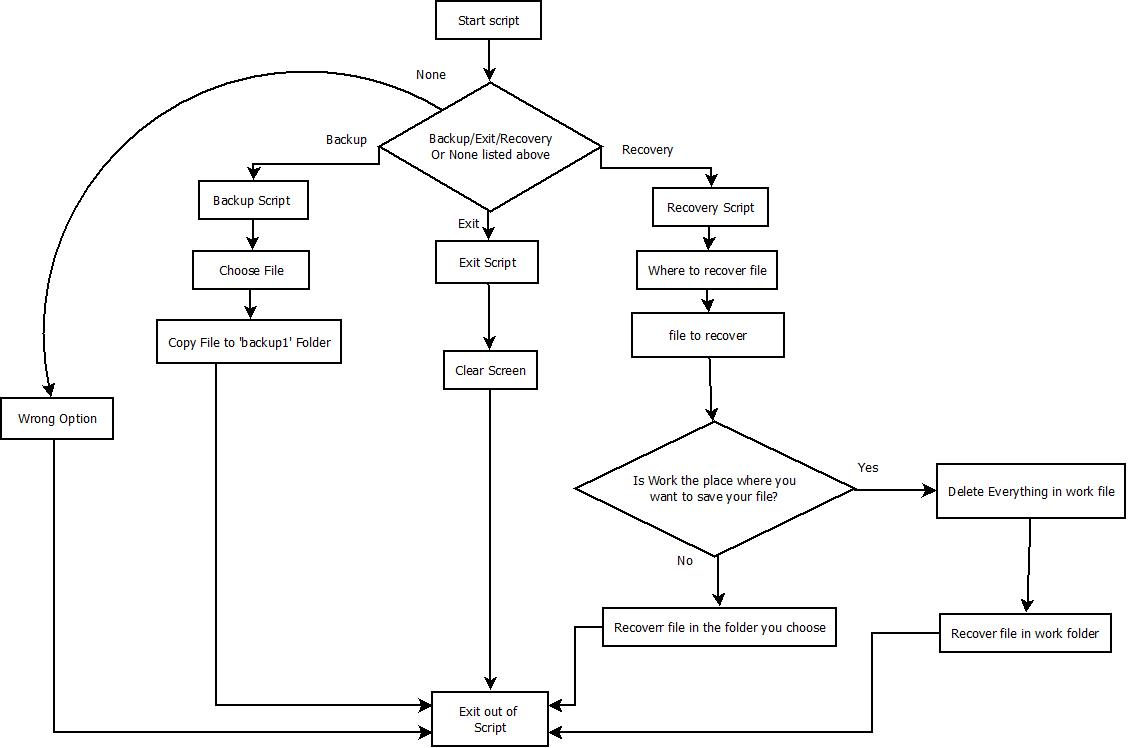 Start script
None
Backup/Exit/Recovery
Or None listed above
Backup
Recovery
Exit
Backup Script
Recovery Script
Exit Script
Choose File
Where to recover file
Copy File to 'backup1' Folder
file to recover
Clear Screen
Wrong Option
Is Work the place where you
want to save your file?
Yes
Delete Everything in work file
No
Recoverr file in the folder you choose
Recover file in work folder
Exit out of
Script